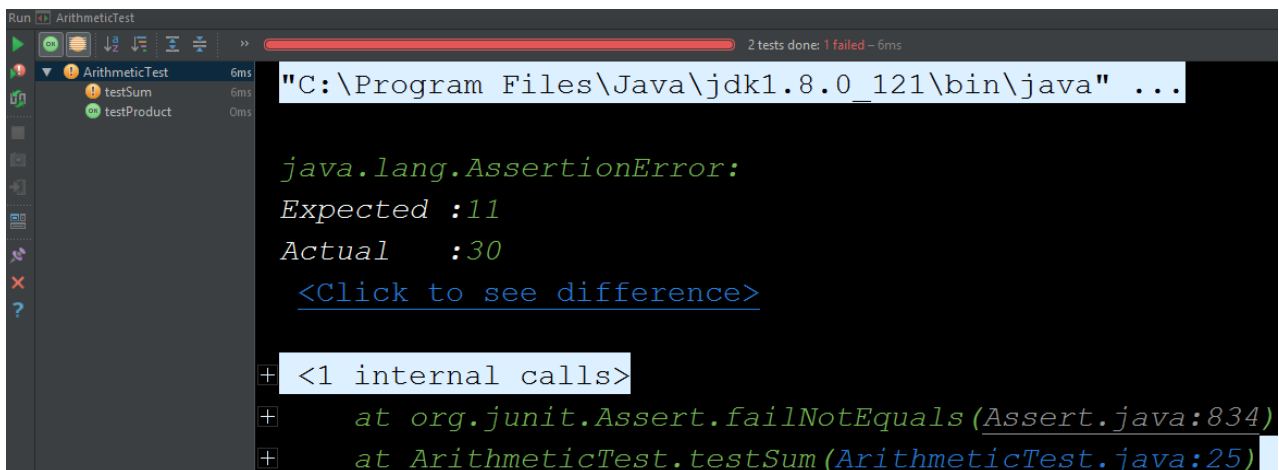 Run ArithmeticTest
2 tests done: 1 failed – 6ms
ArithmeticTest 6ms
testSum 6ms
testProduct 0ms
"C:\Program Files\Java\jdk1.8.0_121\bin\java" ...
java.lang.AssertionError:
Expected :11
Actual   :30
<Click to see difference>
<1 internal calls>
at org.junit.Assert.failNotEquals(Assert.java:834)
at ArithmeticTest.testSum(ArithmeticTest.java:25)